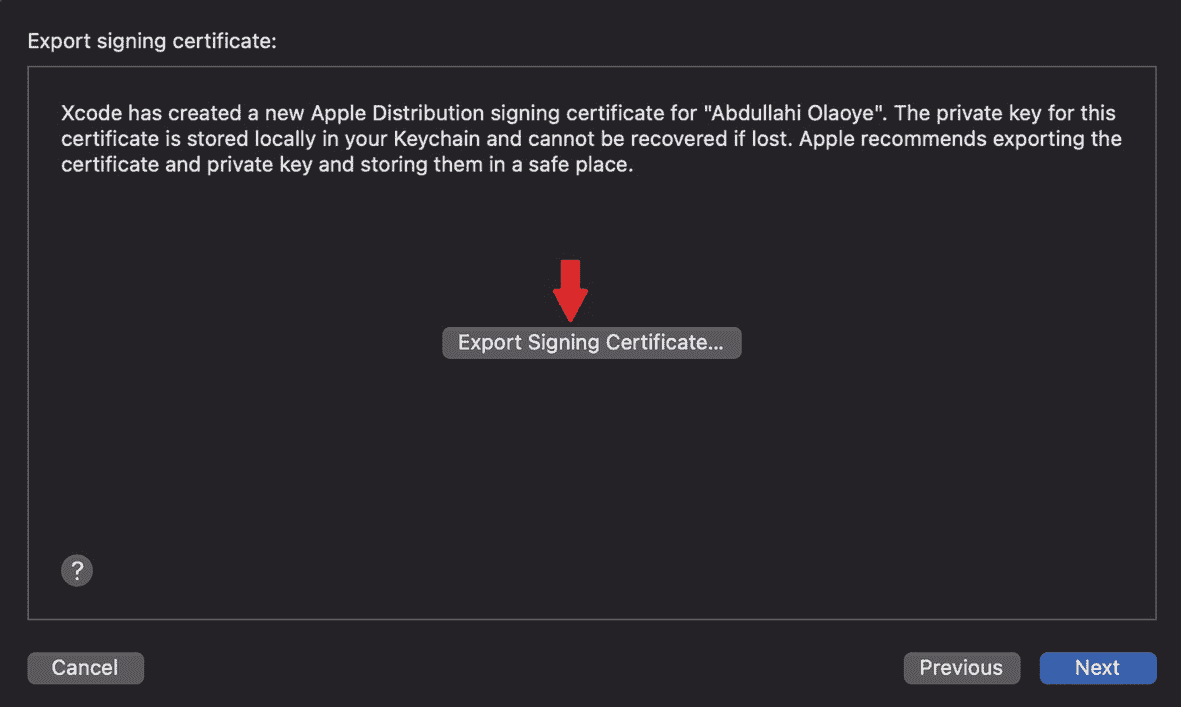 Export signing certificate:
Xcode has created a new Apple Distribution signing certificate for "Abdullahi Olaoye". The private key for this
certificate is stored locally in your Keychain and cannot be recovered if lost. Apple recommends exporting the
certificate and private key and storing them in a safe place.
Export Signing Certificate...
?
Cancel
Previous
Next